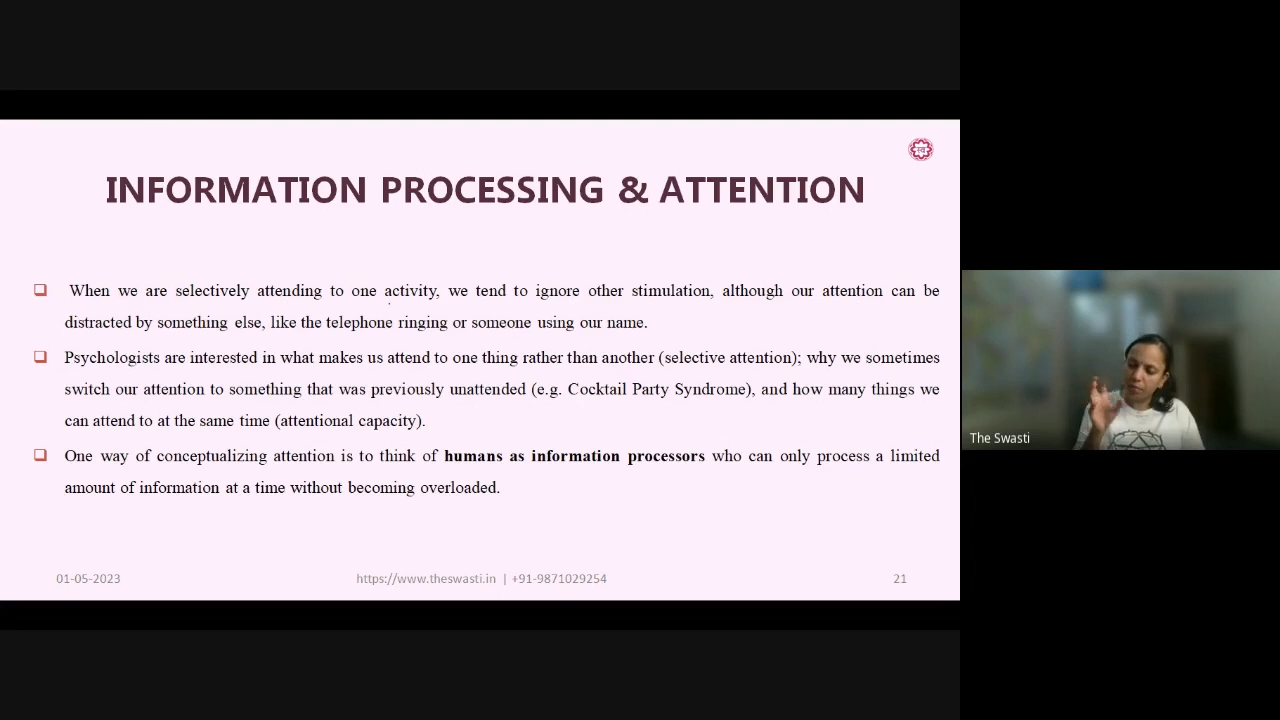 INFORMATION PROCESSING & ATTENTION
When we are selectively attending to one activity, we tend to ignore other stimulation, although our attention can be
distracted by something else, like the telephone ringing or someone using our name.
Psychologists are interested in what makes us attend to one thing rather than another (selective attention); why we sometimes
switch our attention to something that was previously unattended (e.g. Cocktail Party Syndrome), and how many things we
can attend to at the same time (attentional capacity).
One way of conceptualizing attention is to think of humans as information processors who can only process a limited
amount of information at a time without becoming overloaded.
01-05-2023
https://www.theswasti.in | +91-9871029254
21
The Swasti